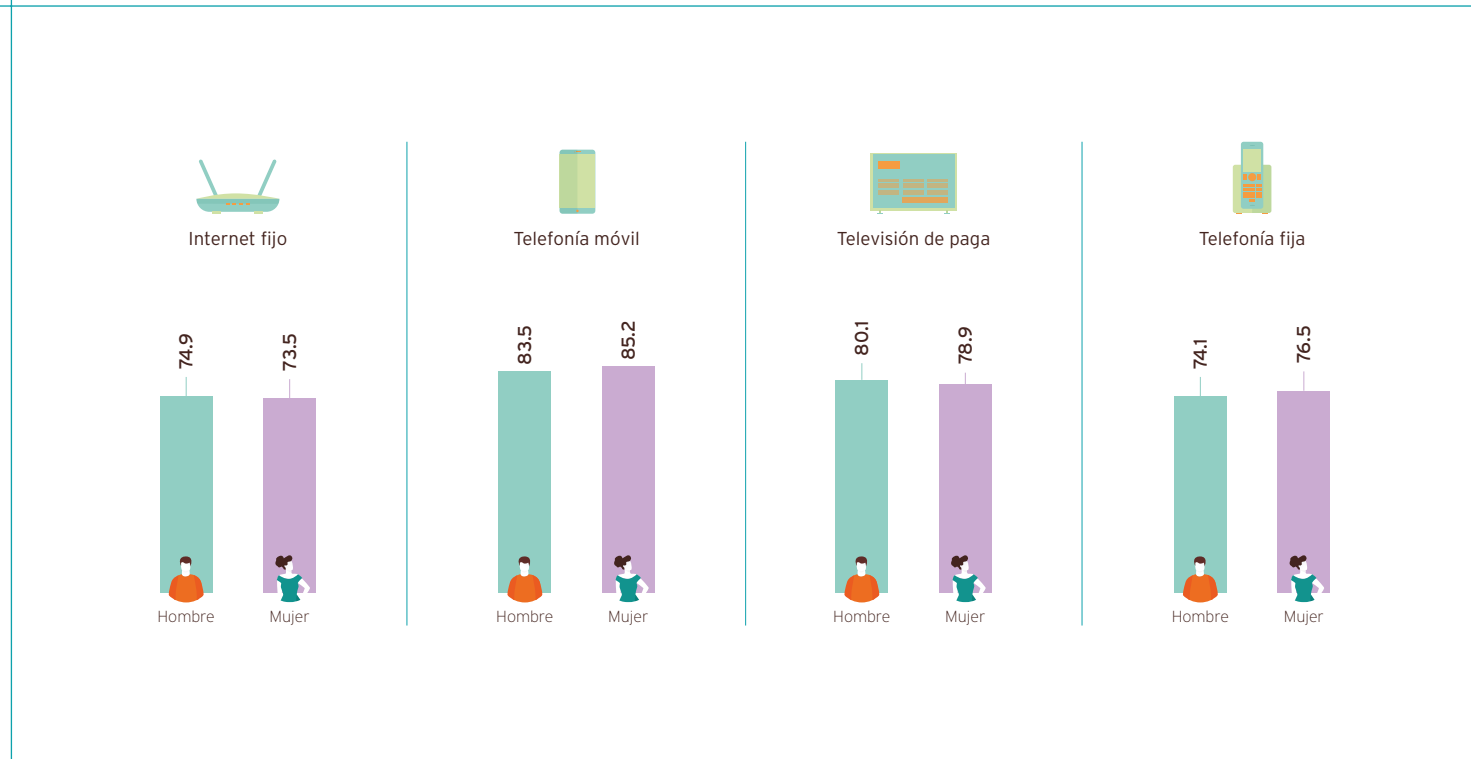 Internet fijo
74.9
73.5
Hombre
Mujer
Telefonía móvil
83.5
85.2
Hombre
Mujer
Televisión de paga
80.1
78.9
Hombre
Mujer
Telefonía fija
74.1
76.5
Hombre
Mujer